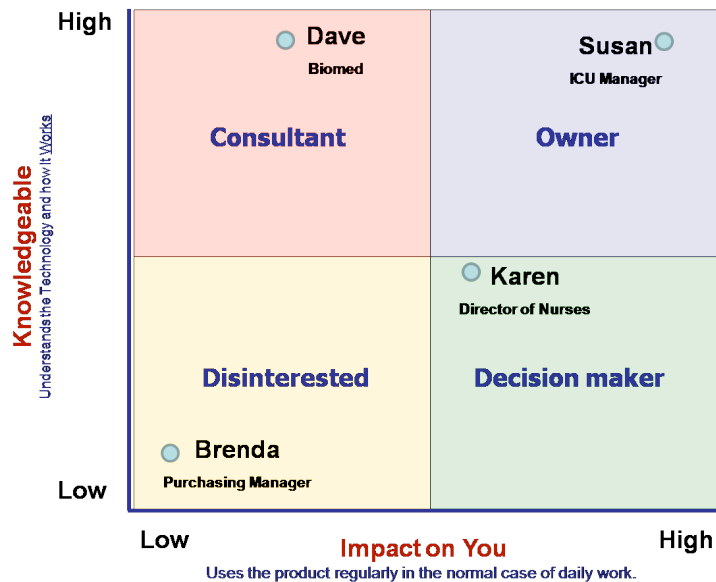 High
Dave
Biomed
Susan
ICU Manager
Consultant
Owner
Knowledgeable
Understands the Technology and how It Works
Karen
Director of Nurses
Disinterested
Decision maker
Brenda
Purchasing Manager
Low
Low
High
Impact on You
Uses the product regularly in the normal case of daily work.